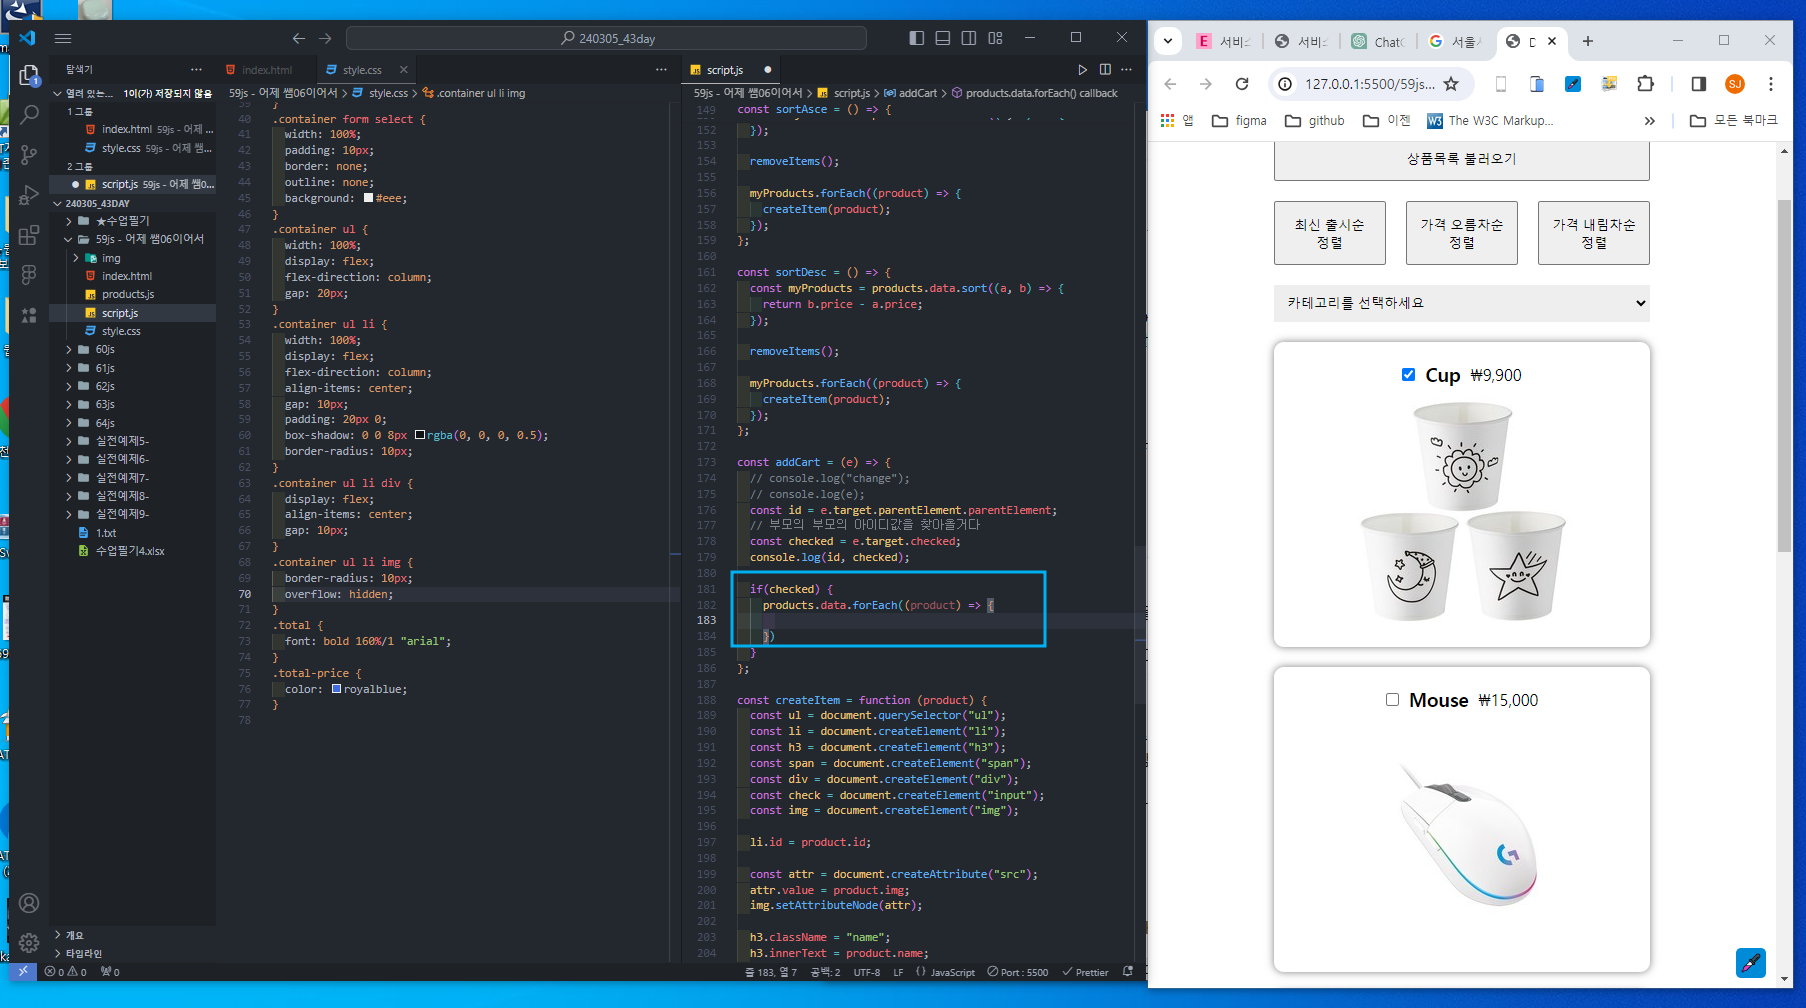 240305_43day
탐색기
열려 있는... 1이(가) 저장되지 않음
1 그룹
index.html 59js - 어제 ...
style.css 59js - 어제 쌤...
2 그룹
script.js 59js - 어제 쌤0...
240305_43DAY
★수업필기
59js - 어제 쌤06이어서
img
index.html
products.js
script.js
style.css
60js
61js
62js
63js
64js
실전예제5-
실전예제6-
실전예제7-
실전예제8-
실전예제9-
1.txt
수업필기4.xlsx
개요
타임라인
index.html
style.css
59js - 어제 쌤06이어서 > style.css > .container ul li img
39 }
40 .container form select {
41 width: 100%;
42 padding: 10px;
43 border: none;
44 outline: none;
45 background: #eee;
46 }
47 .container ul {
48 width: 100%;
49 display: flex;
50 flex-direction: column;
51 gap: 20px;
52 }
53 .container ul li {
54 width: 100%;
55 display: flex;
56 flex-direction: column;
57 align-items: center;
58 gap: 10px;
59 padding: 20px 0;
60 box-shadow: 0 0 8px rgba(0, 0, 0, 0.5);
61 border-radius: 10px;
62 }
63 .container ul li div {
64 display: flex;
65 align-items: center;
66 gap: 10px;
67 }
68 .container ul li img {
69 border-radius: 10px;
70 overflow: hidden;
71 }
72 .total {
73 font: bold 160%/1 "arial";
74 }
75 .total-price {
76 color: royalblue;
77 }
78
script.js
59js - 어제 쌤06이어서 > script.js > addCart > products.data.forEach() callback
149 const sortAsce = () => {
152 });
153
154 removeItems();
155
156 myProducts.forEach((product) => {
157 createItem(product);
158 });
159 };
160
161 const sortDesc = () => {
162 const myProducts = products.data.sort((a, b) => {
163 return b.price - a.price;
164 });
165
166 removeItems();
167
168 myProducts.forEach((product) => {
169 createItem(product);
170 });
171 };
172
173 const addCart = (e) => {
174 // console.log("change");
175 // console.log(e);
176 const id = e.target.parentElement.parentElement;
177 // 부모의 부모의 아이디값을 찾아올거다
178 const checked = e.target.checked;
179 console.log(id, checked);
180
181 if(checked) {
182 products.data.forEach((product) => {
183
184 })
185 }
186 };
187
188 const createItem = function (product) {
189 const ul = document.querySelector("ul");
190 const li = document.createElement("li");
191 const h3 = document.createElement("h3");
192 const span = document.createElement("span");
193 const div = document.createElement("div");
194 const check = document.createElement("input");
195 const img = document.createElement("img");
196
197 li.id = product.id;
198
199 const attr = document.createAttribute("src");
200 attr.value = product.img;
201 img.setAttributeNode(attr);
202
203 h3.className = "name";
204 h3.innerText = product.name;
0 0 0
줄 183, 열 7 공백: 2 UTF-8 LF {} JavaScript Port : 5500 Prettier
E 서비스 서비스 ChatG G 서울시 D
127.0.0.1:5500/59js... SJ
앱 figma github 이젠 W3 The W3C Markup... » 모든 북마크
상품목록 불러오기
최신 출시순 정렬
가격 오름차순 정렬
가격 내림차순 정렬
카테고리를 선택하세요
Cup ₩9,900
Mouse ₩15,000
G